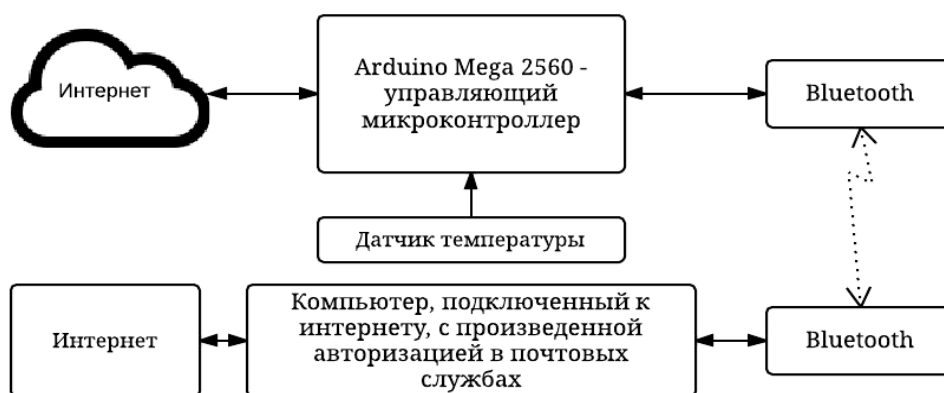 Интернет
Arduino Mega 2560 -
управляющий
микроконтроллер
Bluetooth
Датчик температуры
Интернет
Компьютер, подключенный к
интернету, с произведенной
авторизацией в почтовых
службах
Bluetooth